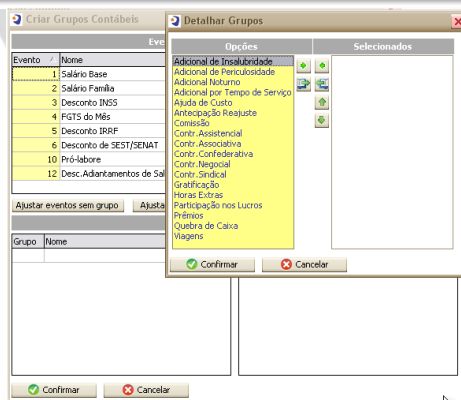 Criar Grupos Contábeis
Eve
Evento Nome
1 Salário Base
2 Salário Família
3 Desconto INSS
4 FGTS do Mês
5 Desconto IRRF
6 Desconto de SEST/SENAT
10 Pró-labore
12 Desc.Adiantamentos de Sal
Ajustar eventos sem grupo Ajusta
Grupo Nome
Confirmar Cancelar
Detalhar Grupos
Opções Selecionados
Adicional de Insalubridade
Adicional de Periculosidade
Adicional Noturno
Adicional por Tempo de Serviço
Ajuda de Custo
Antecipação Reajuste
Comissão
Contr.Assistencial
Contr.Associativa
Contr.Confederativa
Contr.Negocial
Contr.Sindical
Gratificação
Horas Extras
Participação nos Lucros
Prêmios
Quebra de Caixa
Viagens
Confirmar Cancelar